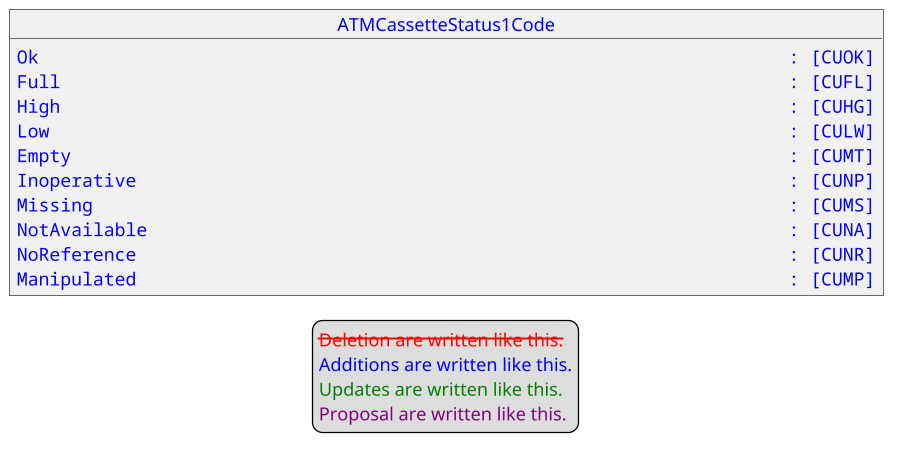 ATMCassetteStatus1Code
Ok : [CUOK]
Full : [CUFL]
High : [CUHG]
Low : [CULW]
Empty : [CUMT]
Inoperative : [CUNP]
Missing : [CUMS]
NotAvailable : [CUNA]
NoReference : [CUNR]
Manipulated : [CUMP]
Deletion are written like this.
Additions are written like this.
Updates are written like this.
Proposal are written like this.